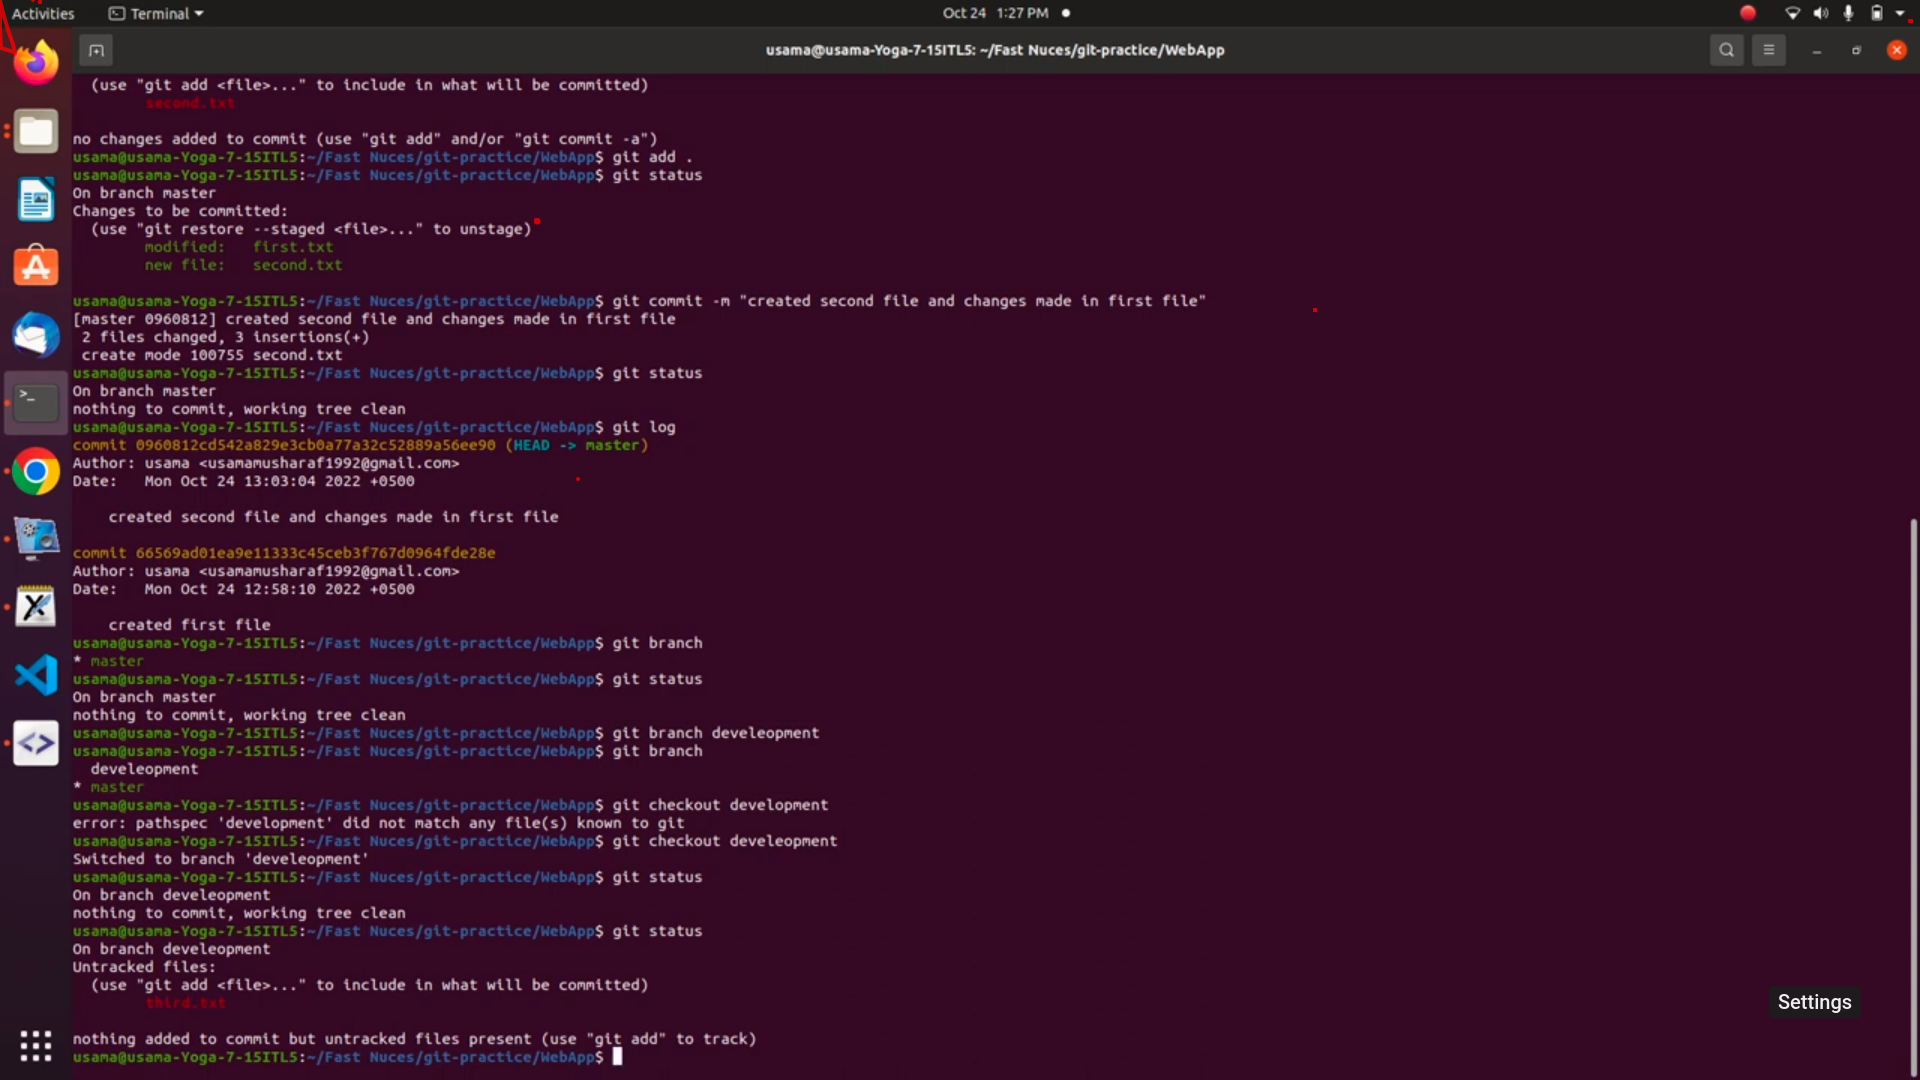 Activities
Terminal
Oct 24 1:27 PM
usama@usama-Yoga-7-15ITL5: ~/Fast Nuces/git-practice/WebApp
(use "git add <file>..." to include in what will be committed)
second.txt
no changes added to commit (use "git add" and/or "git commit -a")
usama@usama-Yoga-7-15ITL5:~/Fast Nuces/git-practice/WebApp$ git add .
usama@usama-Yoga-7-15ITL5:~/Fast Nuces/git-practice/WebApp$ git status
On branch master
Changes to be committed:
(use "git restore --staged <file>..." to unstage)
modified: first.txt
new file: second.txt
usama@usama-Yoga-7-15ITL5:~/Fast Nuces/git-practice/WebApp$ git commit -m "created second file and changes made in first file"
[master 0960812] created second file and changes made in first file
2 files changed, 3 insertions(+)
create mode 100755 second.txt
usama@usama-Yoga-7-15ITL5:~/Fast Nuces/git-practice/WebApp$ git status
On branch master
nothing to commit, working tree clean
usama@usama-Yoga-7-15ITL5:~/Fast Nuces/git-practice/WebApp$ git log
commit 0960812cd542a829e3cb0a77a32c52889a56ee90 (HEAD -> master)
Author: usama <usamamusharaf1992@gmail.com>
Date: Mon Oct 24 13:03:04 2022 +0500
created second file and changes made in first file
commit 66569ad01ea9e11333c45ceb3f767d0964fde28e
Author: usama <usamamusharaf1992@gmail.com>
Date: Mon Oct 24 12:58:10 2022 +0500
created first file
usama@usama-Yoga-7-15ITL5:~/Fast Nuces/git-practice/WebApp$ git branch
* master
usama@usama-Yoga-7-15ITL5:~/Fast Nuces/git-practice/WebApp$ git status
On branch master
nothing to commit, working tree clean
usama@usama-Yoga-7-15ITL5:~/Fast Nuces/git-practice/WebApp$ git branch develeopment
usama@usama-Yoga-7-15ITL5:~/Fast Nuces/git-practice/WebApp$ git branch
develeopment
* master
usama@usama-Yoga-7-15ITL5:~/Fast Nuces/git-practice/WebApp$ git checkout development
error: pathspec 'development' did not match any file(s) known to git
usama@usama-Yoga-7-15ITL5:~/Fast Nuces/git-practice/WebApp$ git checkout develeopment
Switched to branch 'develeopment'
usama@usama-Yoga-7-15ITL5:~/Fast Nuces/git-practice/WebApp$ git status
On branch develeopment
nothing to commit, working tree clean
usama@usama-Yoga-7-15ITL5:~/Fast Nuces/git-practice/WebApp$ git status
On branch develeopment
Untracked files:
(use "git add <file>..." to include in what will be committed)
third.txt
Settings
nothing added to commit but untracked files present (use "git add" to track)
usama@usama-Yoga-7-15ITL5:~/Fast Nuces/git-practice/WebApp$